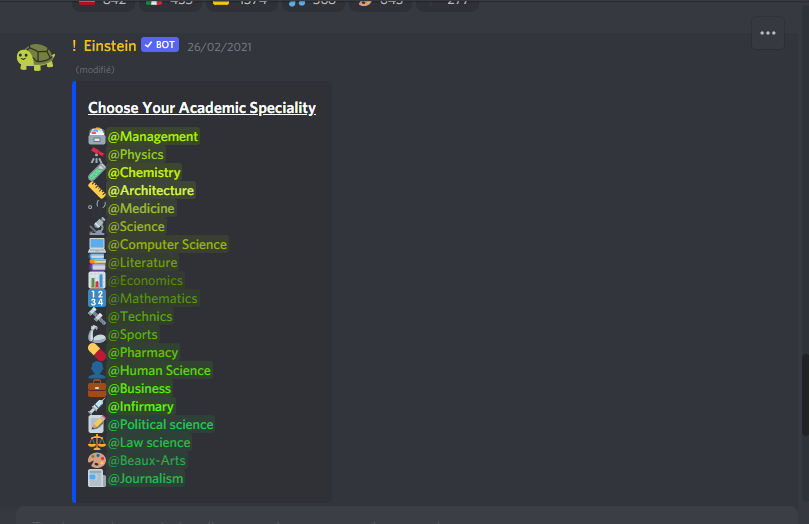 ! Einstein ✓ BOT 26/02/2021
(modifié)
Choose Your Academic Speciality
@Management
@Physics
@Chemistry
@Architecture
@Medicine
@Science
@Computer Science
@Literature
@Economics
@Mathematics
@Technics
@Sports
@Pharmacy
@Human Science
@Business
@Infirmary
@Political science
@Law science
@Beaux-Arts
@Journalism